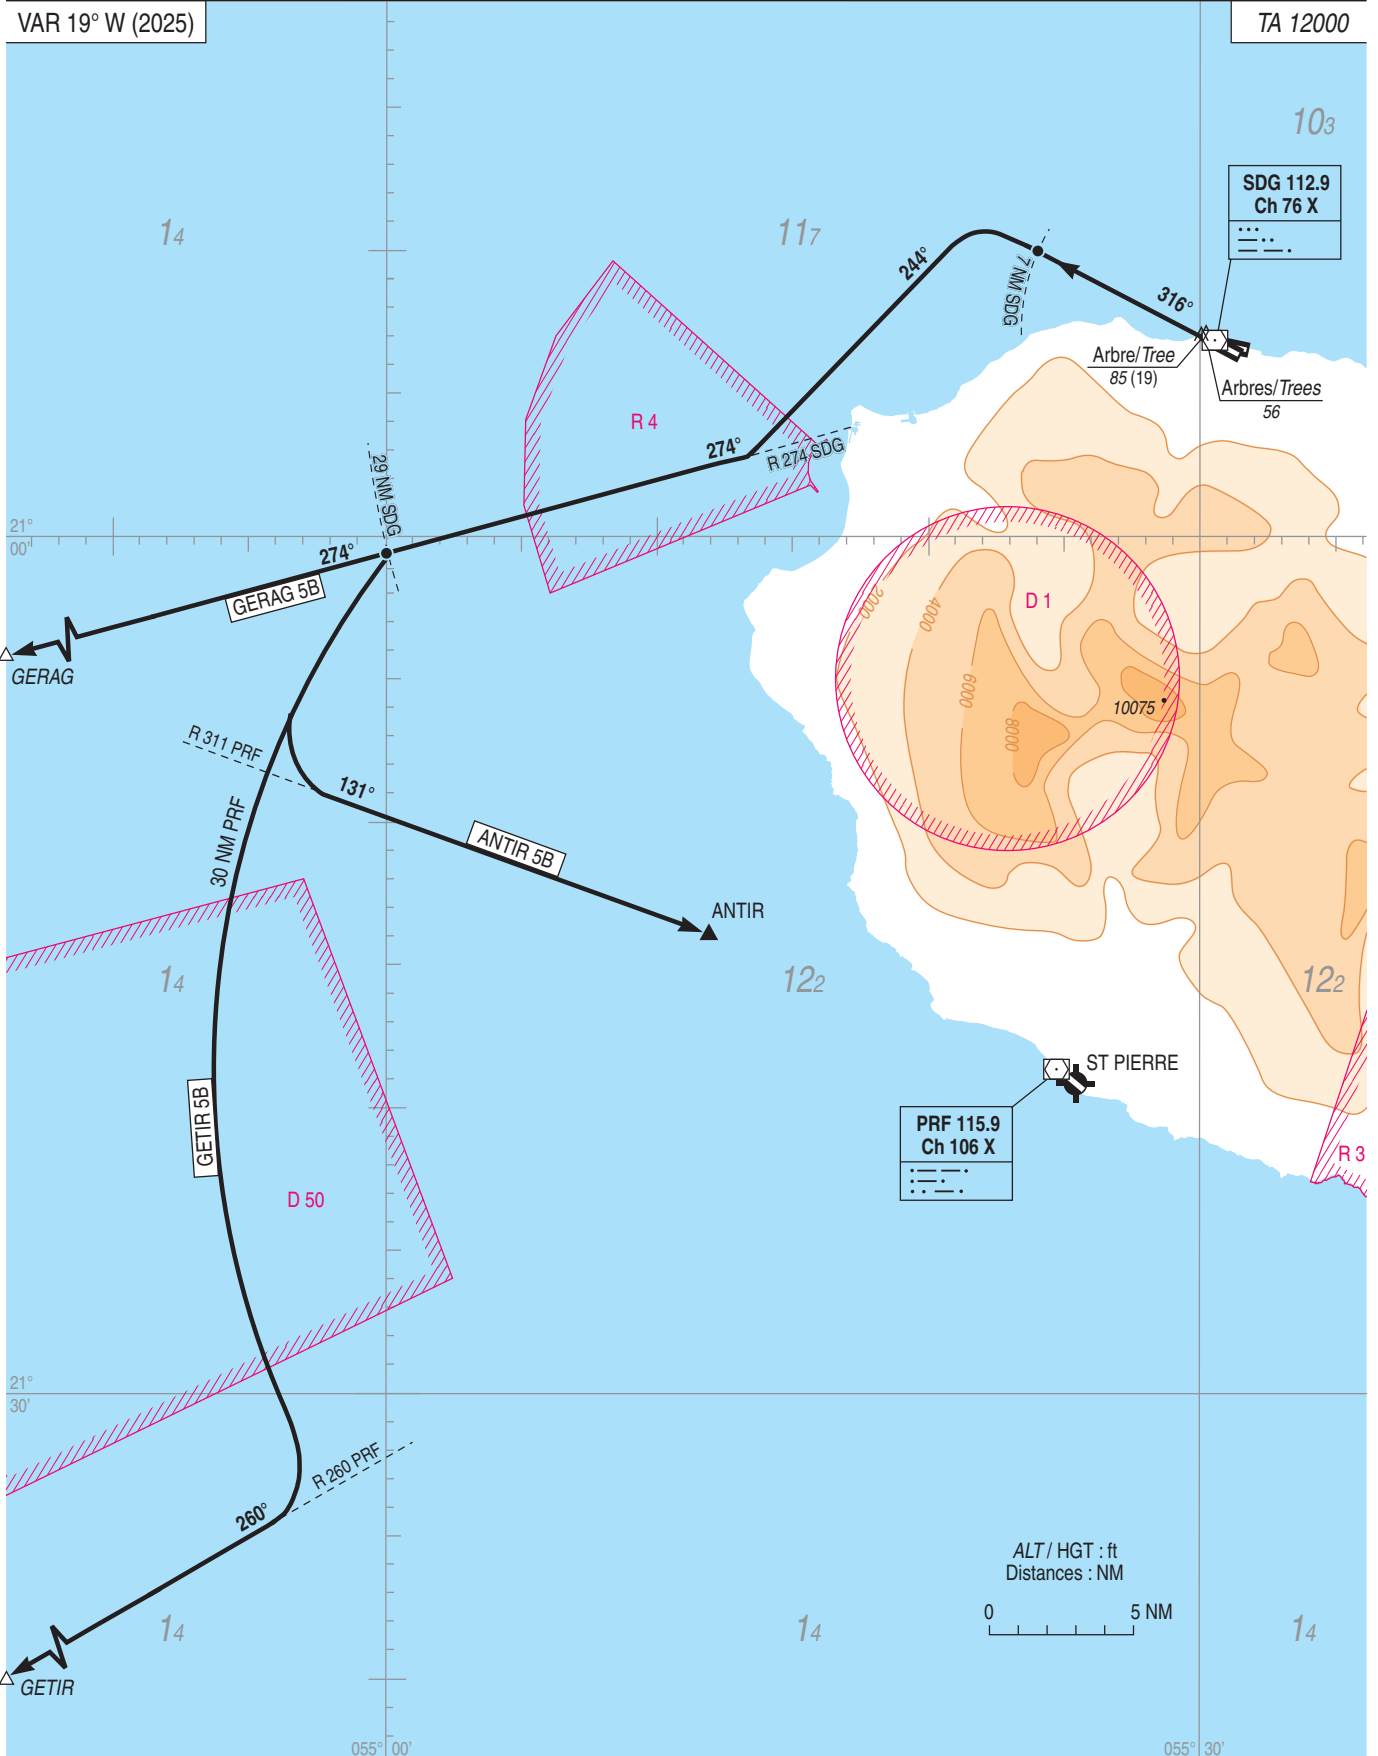 VAR 19° W (2025)
TA 12000
103
SDG 112.9
Ch 76 X
14
117
244°
7 NM SDG
316°
Arbre/Tree
85 (19)
Arbres/Trees
56
R 4
274°
R 274 SDG
29 NM SDG
21°
00'
274°
GERAG 5B
GERAG
2000
4000
6000
8000
D 1
10075
R 311 PRF
131°
30 NM PRF
ANTIR 5B
ANTIR
14
122
122
ST PIERRE
PRF 115.9
Ch 106 X
R 3
GETIR 5B
D 50
21°
30'
R 260 PRF
260°
ALT / HGT : ft
Distances : NM
0
5 NM
14
14
14
GETIR
055° 00'
055° 30'